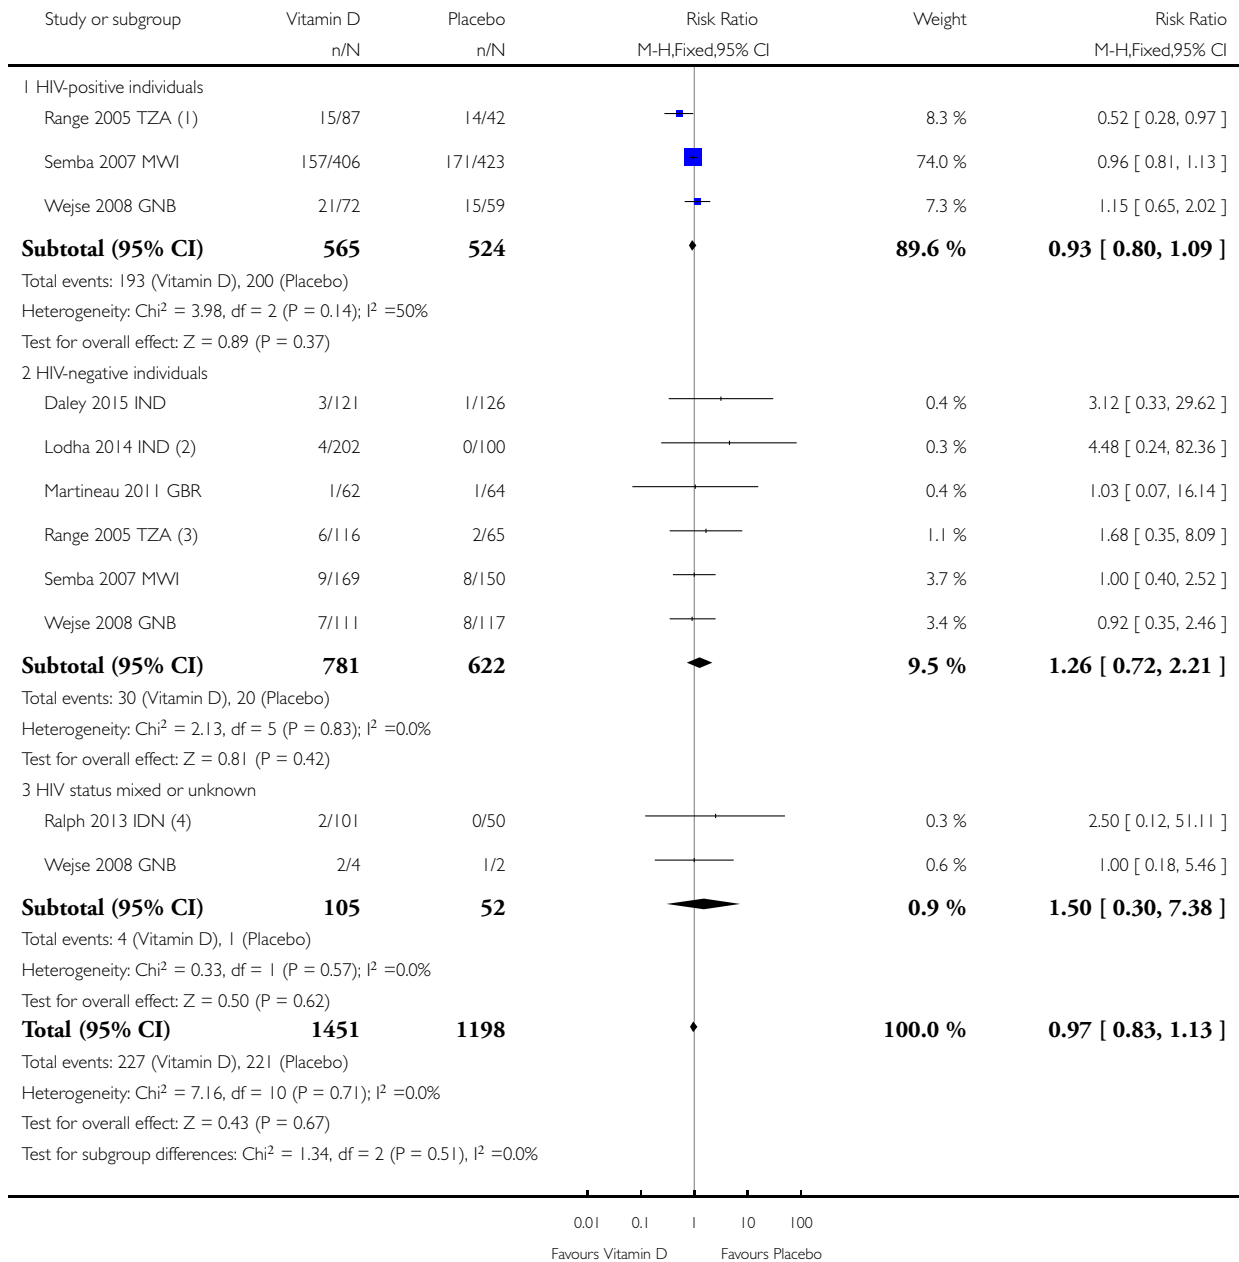 Study or subgroup Vitamin D Placebo Risk Ratio Weight Risk Ratio
n/N n/N M-H,Fixed,95% CI M-H,Fixed,95% CI
1 HIV-positive individuals
Range 2005 TZA (1) 15/87 14/42 8.3 % 0.52 [ 0.28, 0.97 ]
Semba 2007 MWI 157/406 171/423 74.0 % 0.96 [ 0.81, 1.13 ]
Wejse 2008 GNB 21/72 15/59 7.3 % 1.15 [ 0.65, 2.02 ]
Subtotal (95% CI) 565 524 89.6 % 0.93 [ 0.80, 1.09 ]
Total events: 193 (Vitamin D), 200 (Placebo)
Heterogeneity: Chi² = 3.98, df = 2 (P = 0.14); I² =50%
Test for overall effect: Z = 0.89 (P = 0.37)
2 HIV-negative individuals
Daley 2015 IND 3/121 1/126 0.4 % 3.12 [ 0.33, 29.62 ]
Lodha 2014 IND (2) 4/202 0/100 0.3 % 4.48 [ 0.24, 82.36 ]
Martineau 2011 GBR 1/62 1/64 0.4 % 1.03 [ 0.07, 16.14 ]
Range 2005 TZA (3) 6/116 2/65 1.1 % 1.68 [ 0.35, 8.09 ]
Semba 2007 MWI 9/169 8/150 3.7 % 1.00 [ 0.40, 2.52 ]
Wejse 2008 GNB 7/111 8/117 3.4 % 0.92 [ 0.35, 2.46 ]
Subtotal (95% CI) 781 622 9.5 % 1.26 [ 0.72, 2.21 ]
Total events: 30 (Vitamin D), 20 (Placebo)
Heterogeneity: Chi² = 2.13, df = 5 (P = 0.83); I² =0.0%
Test for overall effect: Z = 0.81 (P = 0.42)
3 HIV status mixed or unknown
Ralph 2013 IDN (4) 2/101 0/50 0.3 % 2.50 [ 0.12, 51.11 ]
Wejse 2008 GNB 2/4 1/2 0.6 % 1.00 [ 0.18, 5.46 ]
Subtotal (95% CI) 105 52 0.9 % 1.50 [ 0.30, 7.38 ]
Total events: 4 (Vitamin D), 1 (Placebo)
Heterogeneity: Chi² = 0.33, df = 1 (P = 0.57); I² =0.0%
Test for overall effect: Z = 0.50 (P = 0.62)
Total (95% CI) 1451 1198 100.0 % 0.97 [ 0.83, 1.13 ]
Total events: 227 (Vitamin D), 221 (Placebo)
Heterogeneity: Chi² = 7.16, df = 10 (P = 0.71); I² =0.0%
Test for overall effect: Z = 0.43 (P = 0.67)
Test for subgroup differences: Chi² = 1.34, df = 2 (P = 0.51), I² =0.0%
0.01 0.1 1 10 100
Favours Vitamin D Favours Placebo